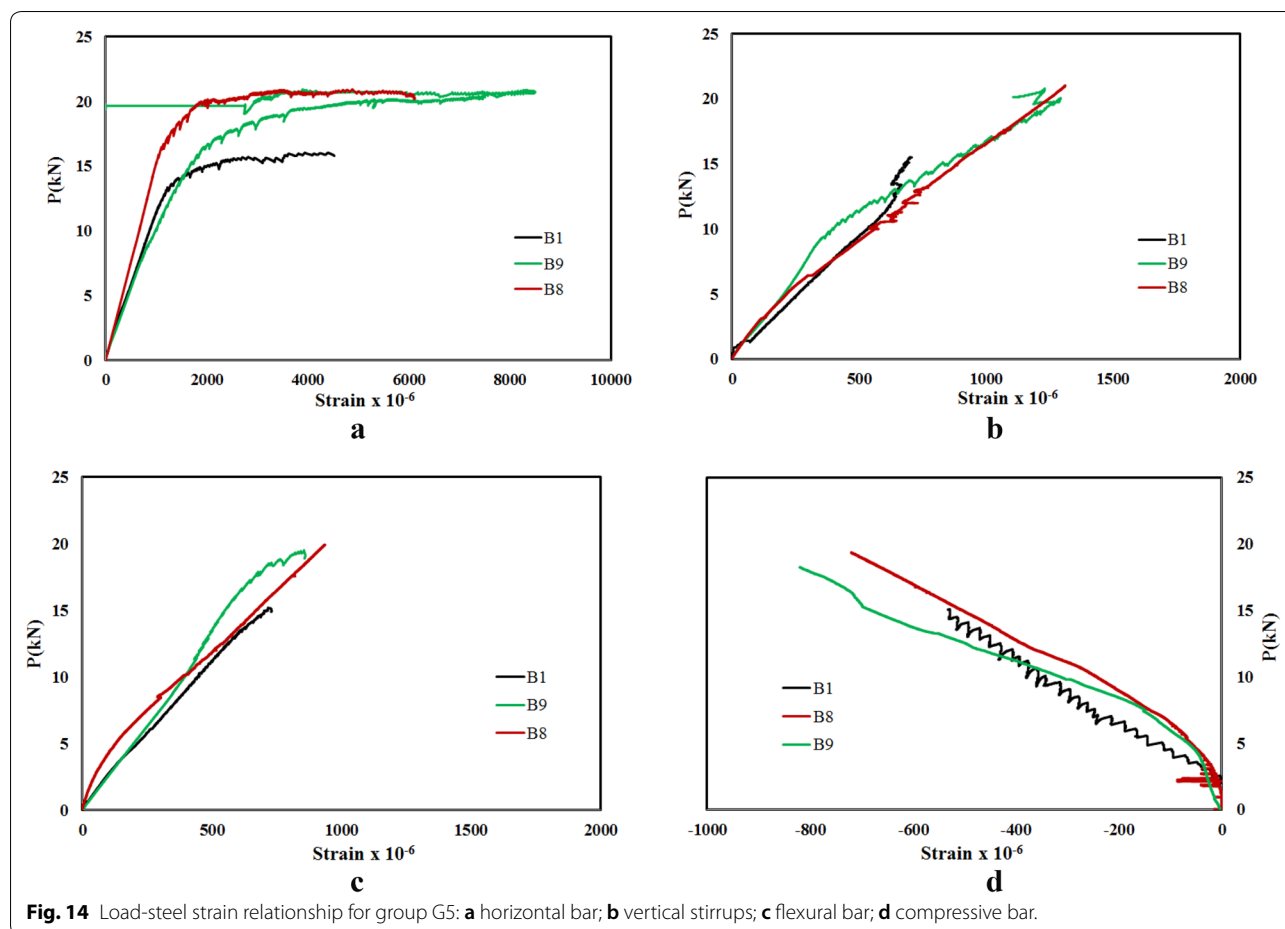 25
20
15
10
5
0
P(kN)
0 2000 4000 6000 8000 10000
Strain x 10-6
B1
B9
B8
a
25
20
15
10
5
0
P(kN)
0 500 1000 1500 2000
Strain x 10-6
B1
B9
B8
b
25
20
15
10
5
0
P(kN)
0 500 1000 1500 2000
Strain x 10-6
B1
B9
B8
c
25
20
15
10
5
0
P(kN)
-1000 -800 -600 -400 -200 0
Strain x 10-6
B1
B8
B9
d
Fig. 14 Load-steel strain relationship for group G5: a horizontal bar; b vertical stirrups; c flexural bar; d compressive bar.